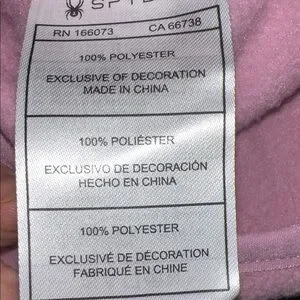 RN 166073 CA 66738
100% POLYESTER
EXCLUSIVE OF DECORATION
MADE IN CHINA
100% POLIÉSTER
EXCLUSIVO DE DECORACIÓN
HECHO EN CHINA
100% POLYESTER
EXCLUSIVÉ DE DÉCORATION
FABRIQUÉ EN CHINE